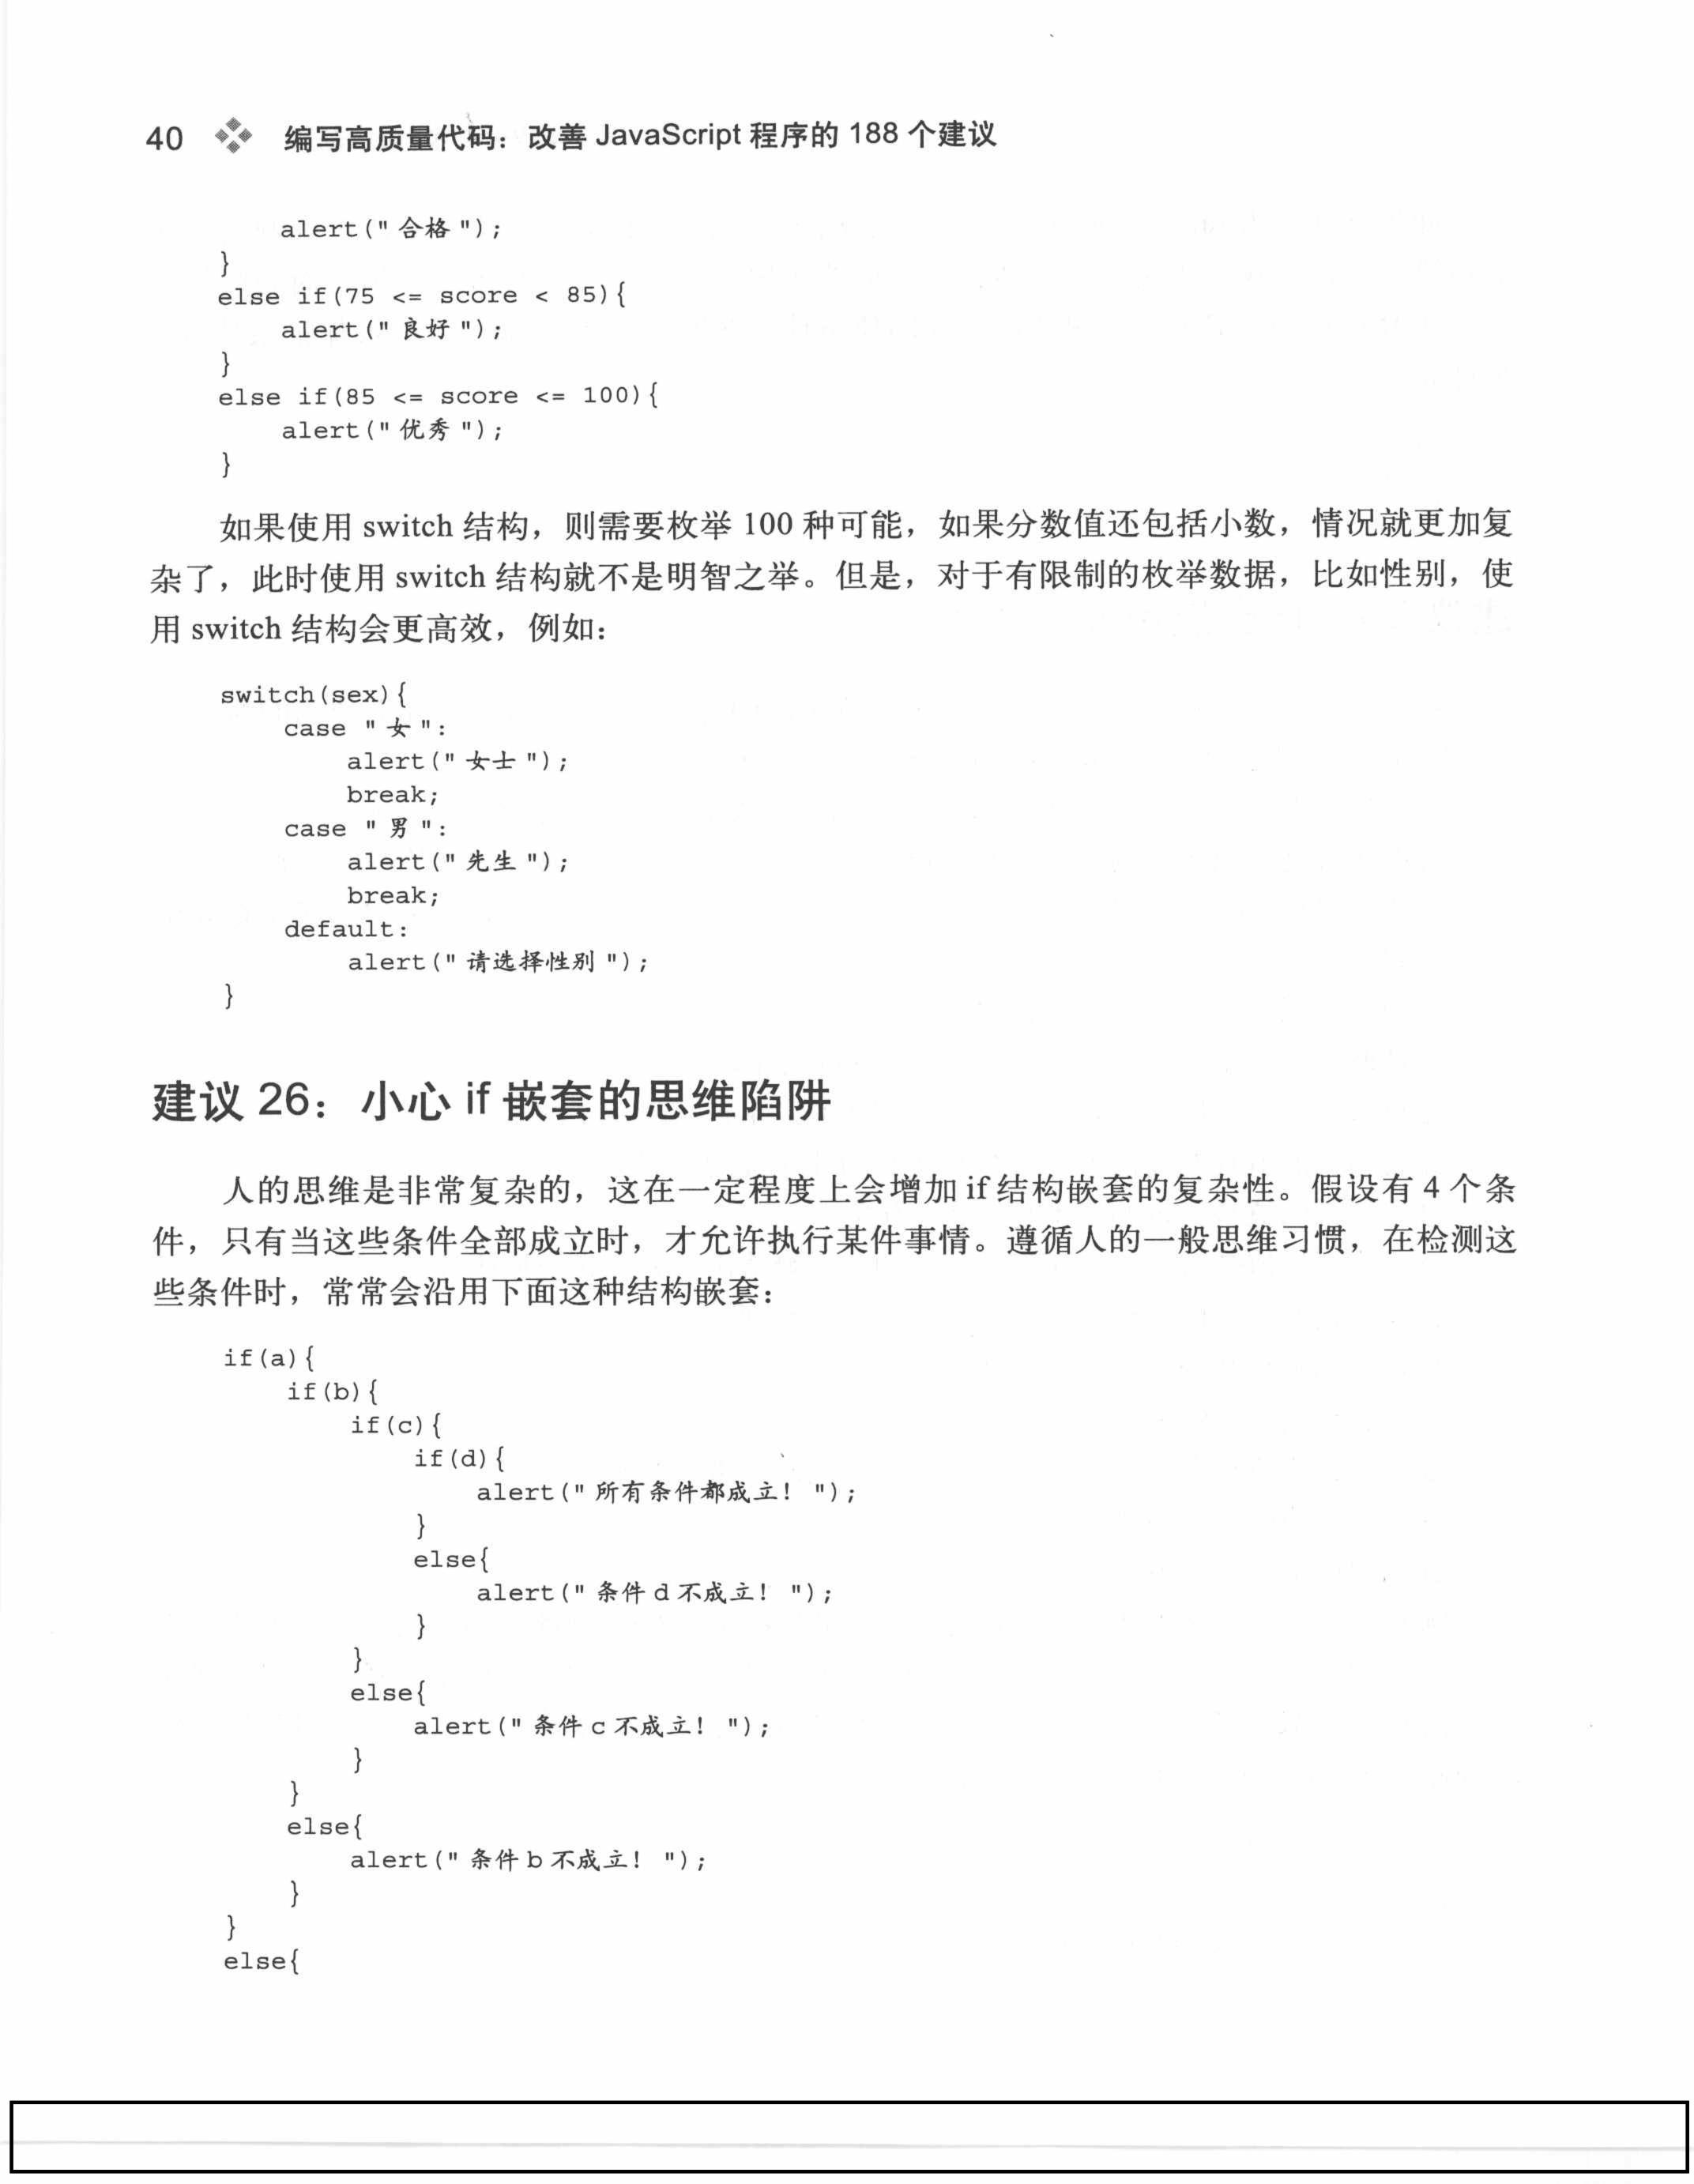 40 编写高质量代码：改善 JavaScript 程序的 188 个建议
alert(" 合格 ");
}
else if(75 <= score < 85){
alert(" 良好 ");
}
else if(85 <= score <= 100){
alert(" 优秀 ");
}
如果使用 switch 结构，则需要枚举 100 种可能，如果分数值还包括小数，情况就更加复
杂了，此时使用 switch 结构就不是明智之举。但是，对于有限制的枚举数据，比如性别，使
用 switch 结构会更高效，例如：
switch(sex){
case " 女 ":
alert(" 女士 ");
break;
case " 男 ":
alert(" 先生 ");
break;
default:
alert(" 请选择性别 ");
}
建议 26：小心 if 嵌套的思维陷阱
人的思维是非常复杂的，这在一定程度上会增加 if 结构嵌套的复杂性。假设有 4 个条
件，只有当这些条件全部成立时，才允许执行某件事情。遵循人的一般思维习惯，在检测这
些条件时，常常会沿用下面这种结构嵌套：
if(a){
if(b){
if(c){
if(d){
alert(" 所有条件都成立！ ");
}
else{
alert(" 条件 d 不成立！ ");
}
}
else{
alert(" 条件 c 不成立！ ");
}
}
else{
alert(" 条件 b 不成立！ ");
}
}
else{